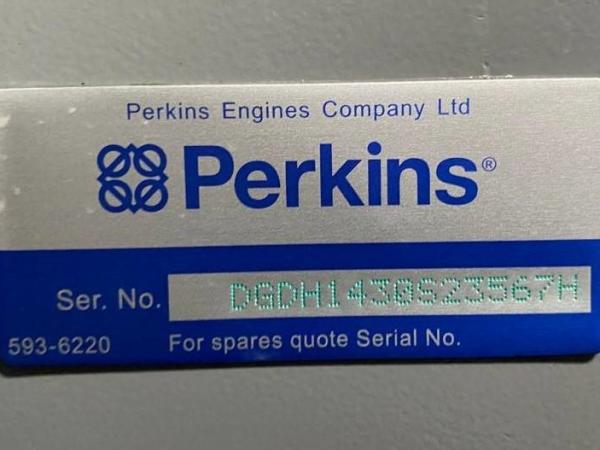 Perkins Engines Company Ltd
Perkins®
Ser. No. DGDH1430S23567H
593-6220 For spares quote Serial No.